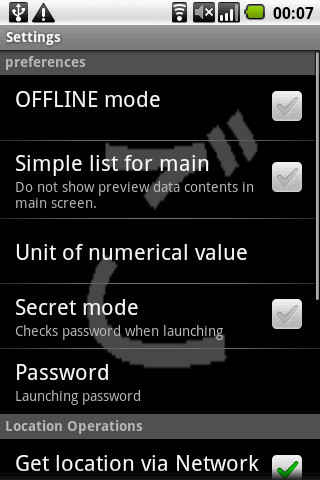 00:07
Settings
preferences
OFFLINE mode
Simple list for main
Do not show preview data contents in
main screen.
Unit of numerical value
Secret mode
Checks password when launching
Password
Launching password
Location Operations
Get location via Network